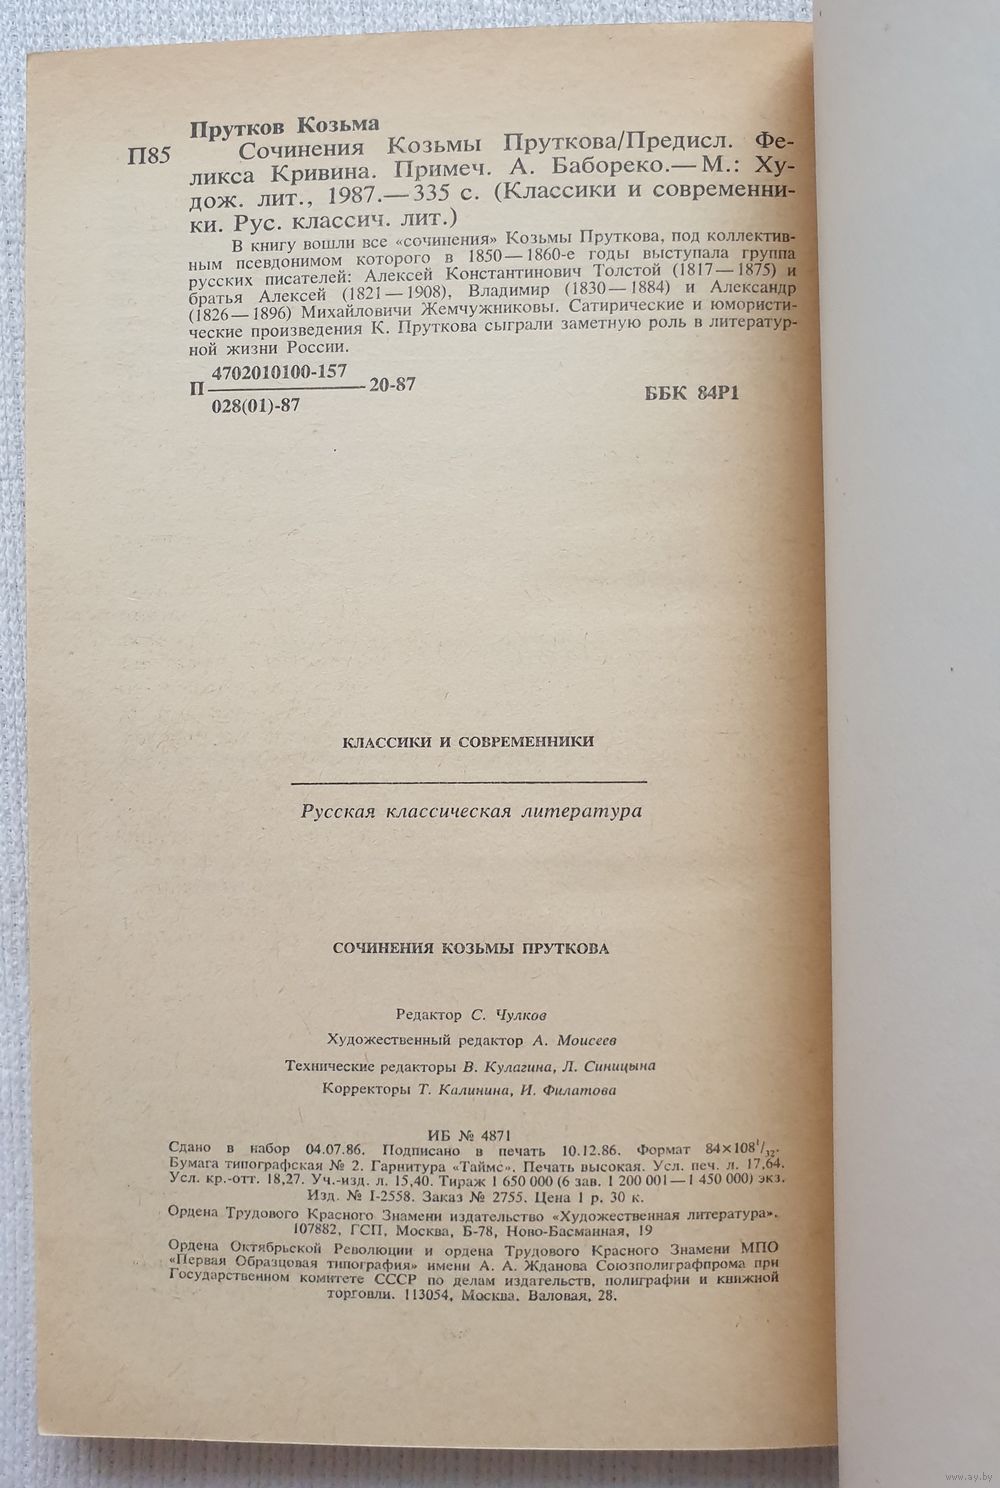 Прутков Козьма
П85 Сочинения Козьмы Пруткова/Предисл. Фе-
ликса Кривина. Примеч. А. Бабореко.— М.: Ху-
дож. лит., 1987.— 335 с. (Классики и современни-
ки. Рус. классич. лит.)
В книгу вошли все «сочинения» Козьмы Пруткова, под коллектив-
ным псевдонимом которого в 1850—1860-е годы выступала группа
русских писателей: Алексей Константинович Толстой (1817—1875) и
братья Алексей (1821—1908), Владимир (1830—1884) и Александр
(1826—1896) Михайловичи Жемчужниковы. Сатирические и юмористи-
ческие произведения К. Пруткова сыграли заметную роль в литератур-
ной жизни России.
4702010100-157
П 20-87
028(01)-87
ББК 84Р1
КЛАССИКИ И СОВРЕМЕННИКИ
Русская классическая литература
СОЧИНЕНИЯ КОЗЬМЫ ПРУТКОВА
Редактор С. Чулков
Художественный редактор А. Моисеев
Технические редакторы В. Кулагина, Л. Синицына
Корректоры Т. Калинина, И. Филатова
ИБ № 4871
Сдано в набор 04.07.86. Подписано в печать 10.12.86. Формат 84×108¹/₃₂.
Бумага типографская № 2. Гарнитура «Таймс». Печать высокая. Усл. печ. л. 17,64.
Усл. кр.-отт. 18,27. Уч.-изд. л. 15,40. Тираж 1 650 000 (6 зав. 1 200 001—1 450 000) экз.
Изд. № I-2558. Заказ № 2755. Цена 1 р. 30 к.
Ордена Трудового Красного Знамени издательство «Художественная литература».
107882, ГСП, Москва, Б-78, Ново-Басманная, 19
Ордена Октябрьской Революции и ордена Трудового Красного Знамени МПО
«Первая Образцовая типография» имени А. А. Жданова Союзполиграфпрома при
Государственном комитете СССР по делам издательств, полиграфии и книжной
торговли. 113054, Москва. Валовая, 28.
www.ay.by